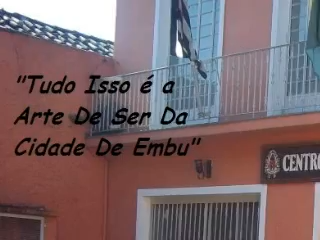 "Tudo Isso é a
Arte De Ser Da
Cidade De Embu"
CENTRO